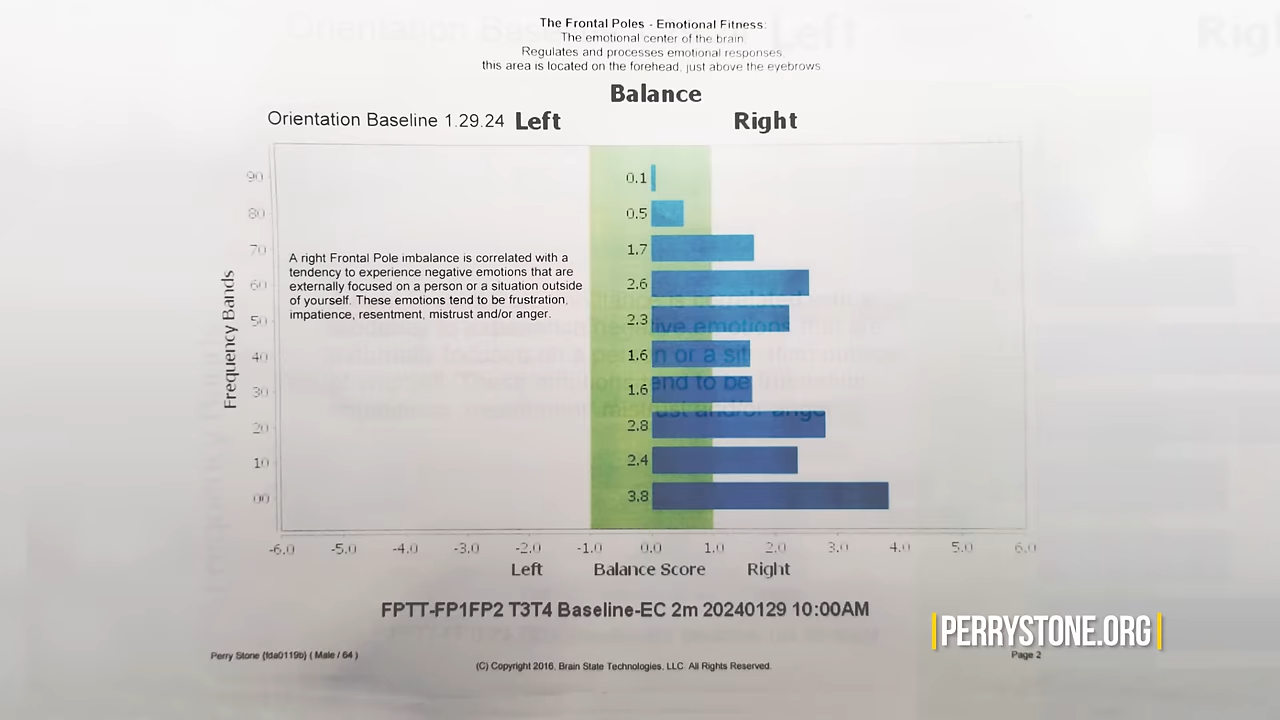 The Frontal Poles - Emotional Fitness:
The emotional center of the brain
Regulates and processes emotional responses
this area is located on the forehead, just above the eyebrows
Balance
Orientation Baseline 1.29.24 Left Right
90 0.1
80 0.5
70 1.7
60 2.6
50 2.3
40 1.6
30 1.6
20 2.8
10 2.4
00 3.8
Frequency Bands
A right Frontal Pole imbalance is correlated with a
tendency to experience negative emotions that are
externally focused on a person or a situation outside
of yourself. These emotions tend to be frustration,
impatience, resentment, mistrust and/or anger.
-6.0 -5.0 -4.0 -3.0 -2.0 -1.0 0.0 1.0 2.0 3.0 4.0 5.0 6.0
Left Balance Score Right
FPTT-FP1FP2 T3T4 Baseline-EC 2m 20240129 10:00AM
PERRYSTONE.ORG
Perry Stone (fda0119b) ( Male / 64 ) Page 2
(C) Copyright 2016, Brain State Technologies, LLC All Rights Reserved.